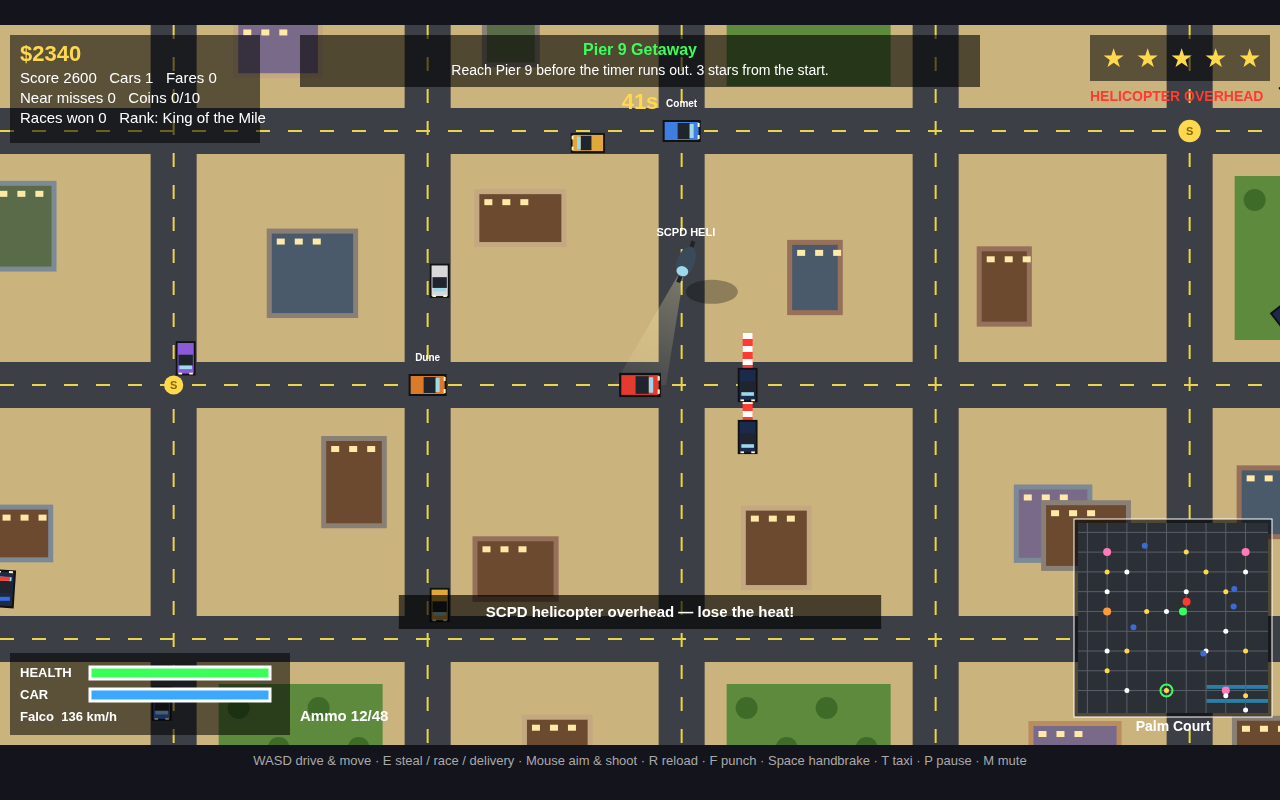 $2340
Score 2600 Cars 1 Fares 0
Near misses 0 Coins 0/10
Races won 0 Rank: King of the Mile
Pier 9 Getaway
Reach Pier 9 before the timer runs out. 3 stars from the start.
41s
Comet
★ ★ ★ ★ ★
HELICOPTER OVERHEAD
S
SCPD HELI
Dune
S
SCPD helicopter overhead — lose the heat!
HEALTH
CAR
Falco 136 km/h
Ammo 12/48
Palm Court
WASD drive & move · E steal / race / delivery · Mouse aim & shoot · R reload · F punch · Space handbrake · T taxi · P pause · M mute